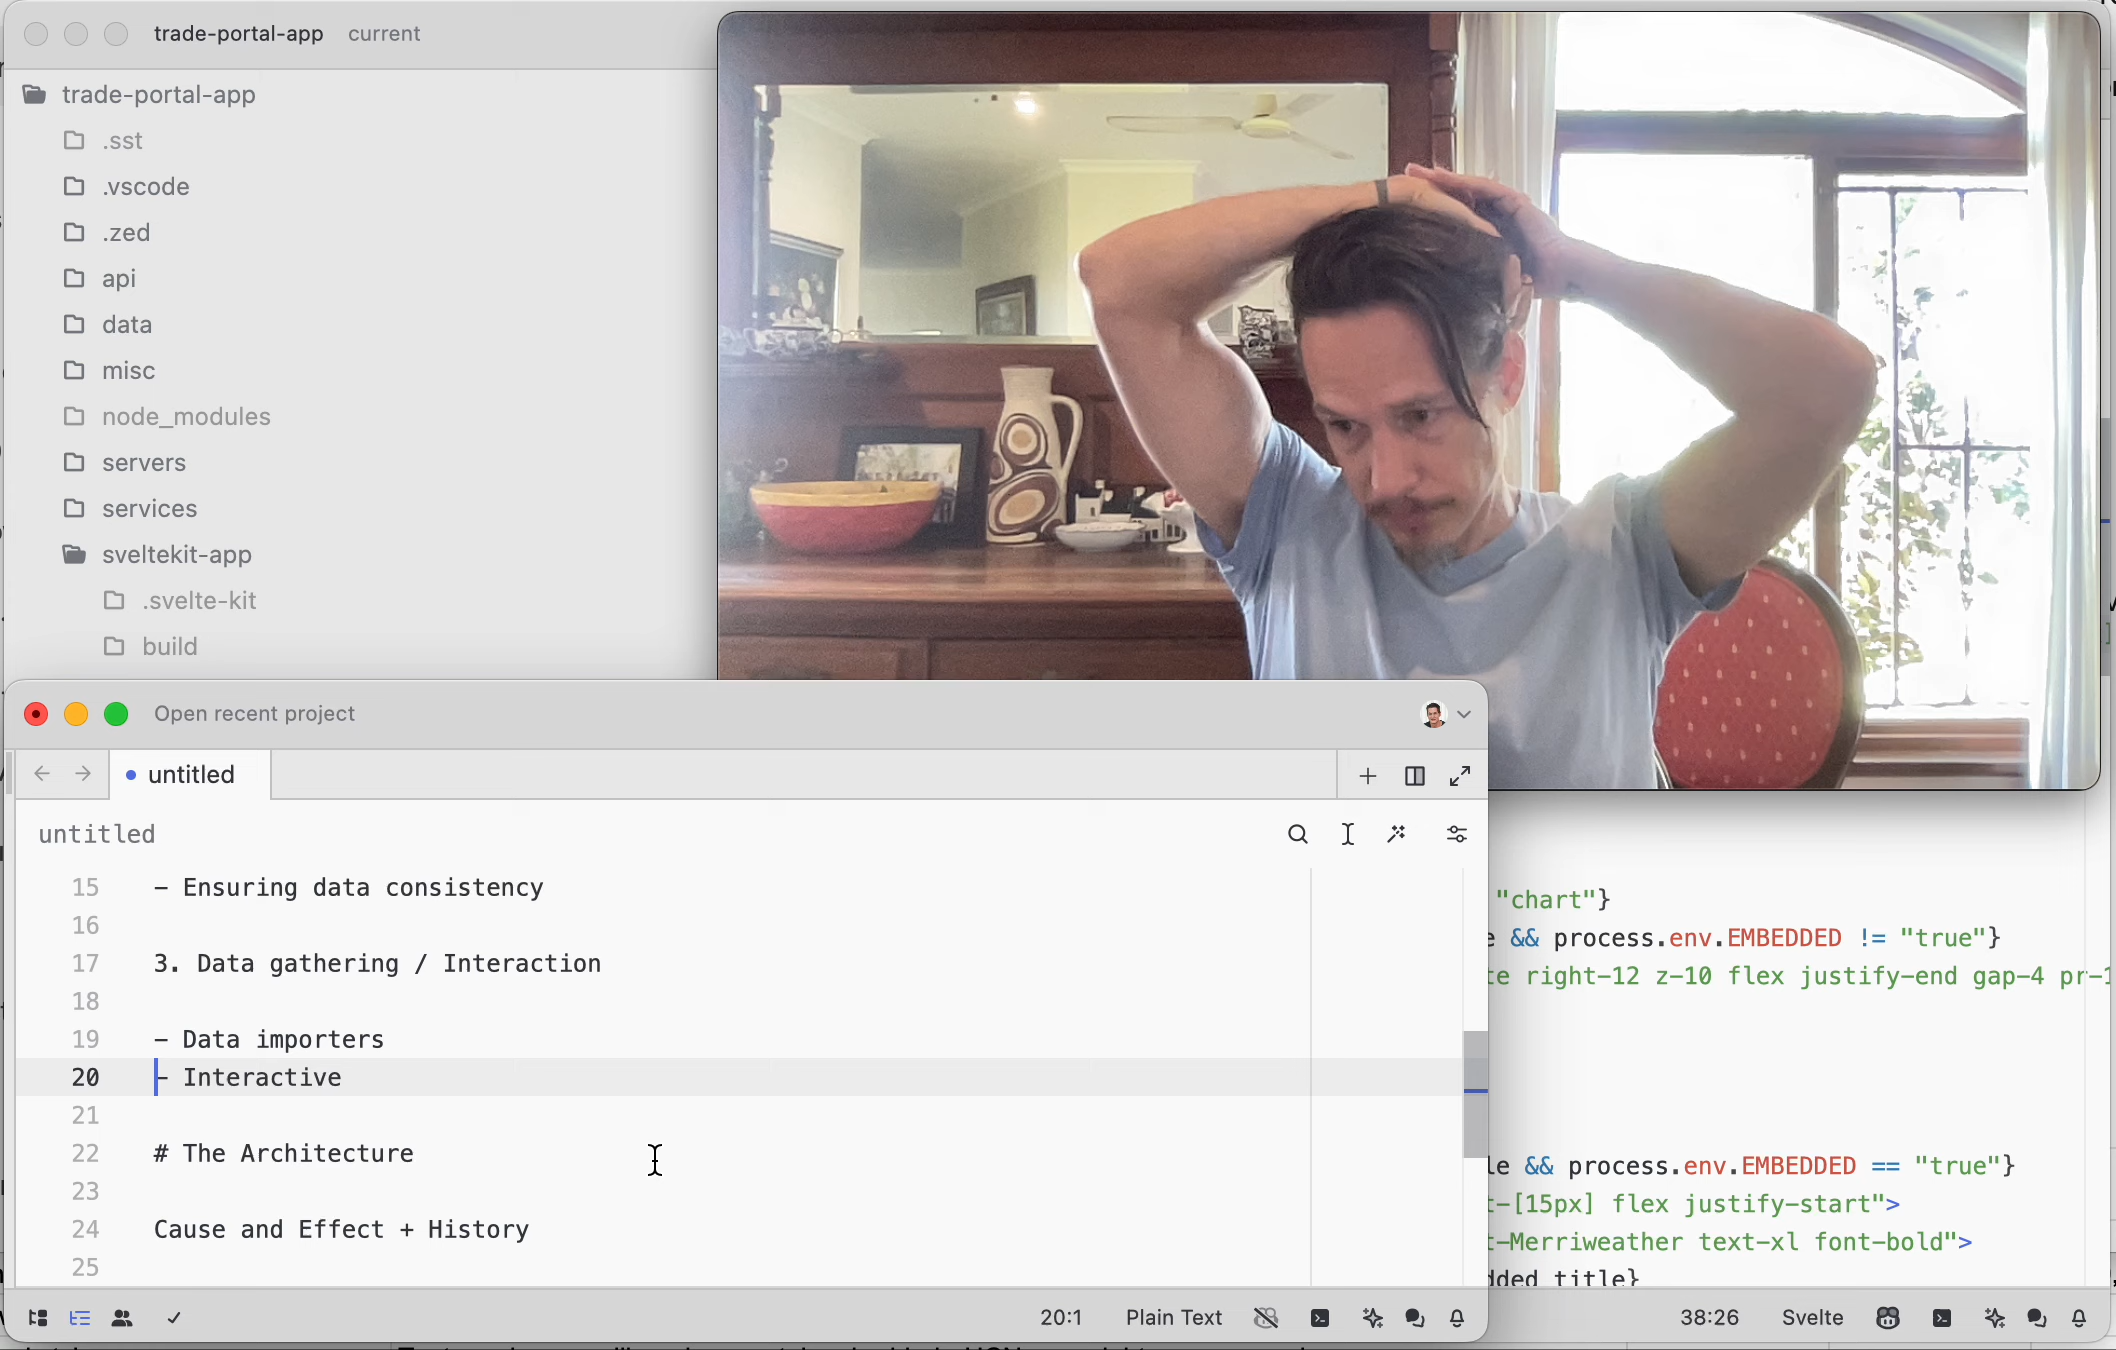 trade-portal-app current
trade-portal-app
.sst
.vscode
.zed
api
data
misc
node_modules
servers
services
sveltekit-app
.svelte-kit
build
Open recent project
untitled
untitled
15 - Ensuring data consistency
16
17 3. Data gathering / Interaction
18
19 - Data importers
20 - Interactive
21
22 # The Architecture
23
24 Cause and Effect + History
25
20:1 Plain Text
"chart"}
&& process.env.EMBEDDED != "true"}
right-12 z-10 flex justify-end gap-4
&& process.env.EMBEDDED == "true"}
[15px] flex justify-start">
-Merriweather text-xl font-bold">
title}
38:26 Svelte